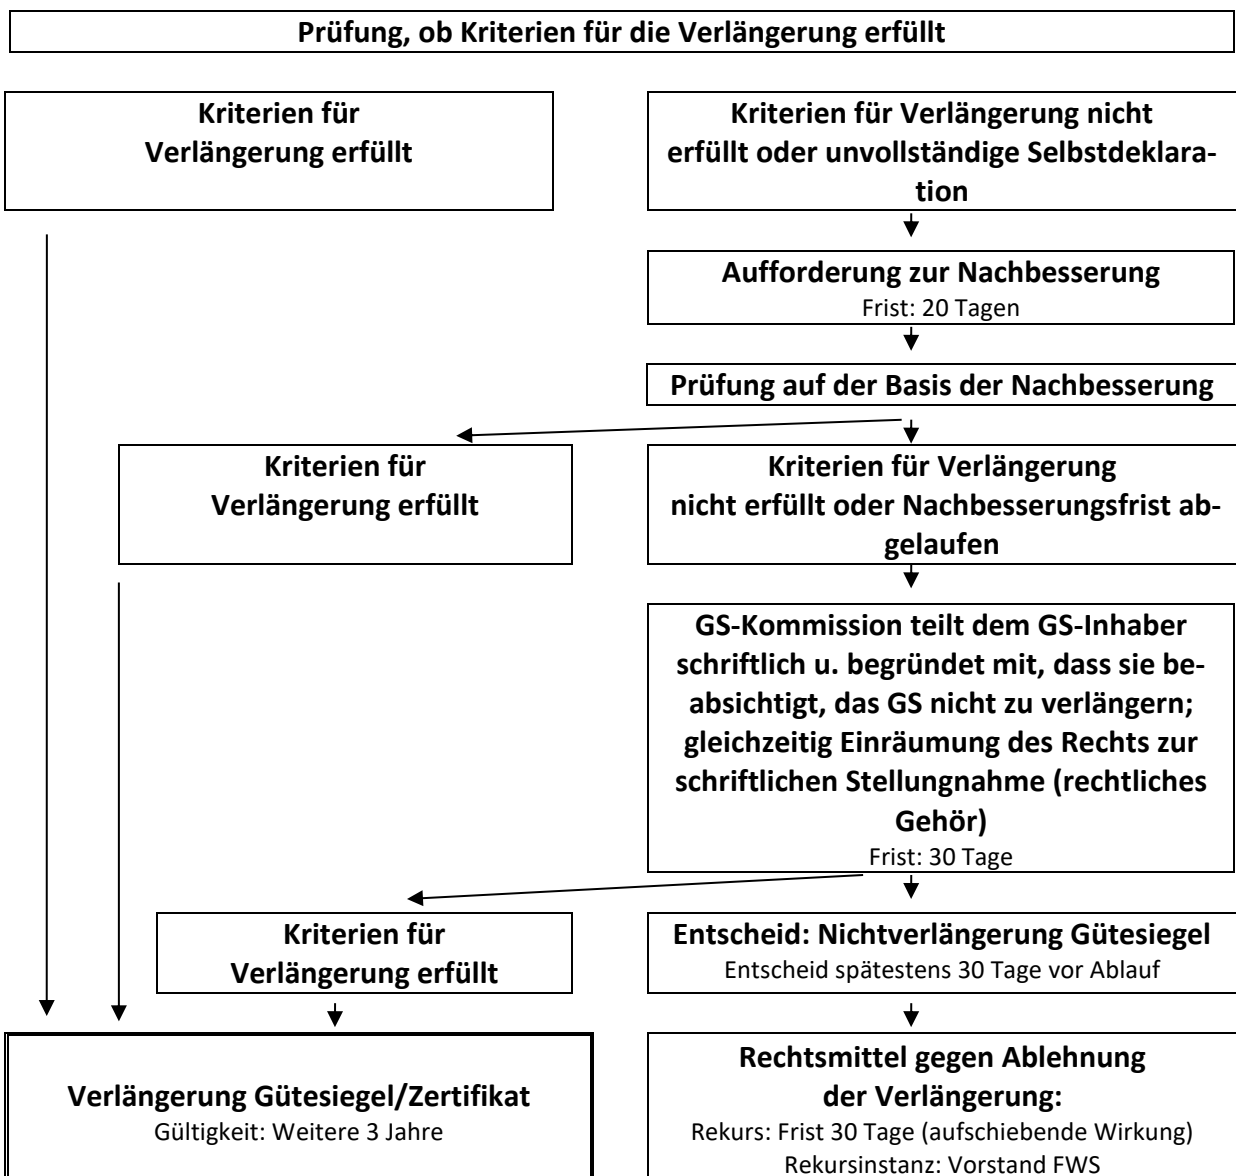 Prüfung, ob Kriterien für die Verlängerung erfüllt
Kriterien für
Verlängerung erfüllt
Kriterien für Verlängerung nicht
erfüllt oder unvollständige Selbstdeklara-
tion
Aufforderung zur Nachbesserung
Frist: 20 Tagen
Prüfung auf der Basis der Nachbesserung
Kriterien für
Verlängerung erfüllt
Kriterien für Verlängerung
nicht erfüllt oder Nachbesserungsfrist ab-
gelaufen
GS-Kommission teilt dem GS-Inhaber
schriftlich u. begründet mit, dass sie be-
absichtigt, das GS nicht zu verlängern;
gleichzeitig Einräumung des Rechts zur
schriftlichen Stellungnahme (rechtliches
Gehör)
Frist: 30 Tage
Kriterien für
Verlängerung erfüllt
Entscheid: Nichtverlängerung Gütesiegel
Entscheid spätestens 30 Tage vor Ablauf
Verlängerung Gütesiegel/Zertifikat
Gültigkeit: Weitere 3 Jahre
Rechtsmittel gegen Ablehnung
der Verlängerung:
Rekurs: Frist 30 Tage (aufschiebende Wirkung)
Rekursinstanz: Vorstand FWS